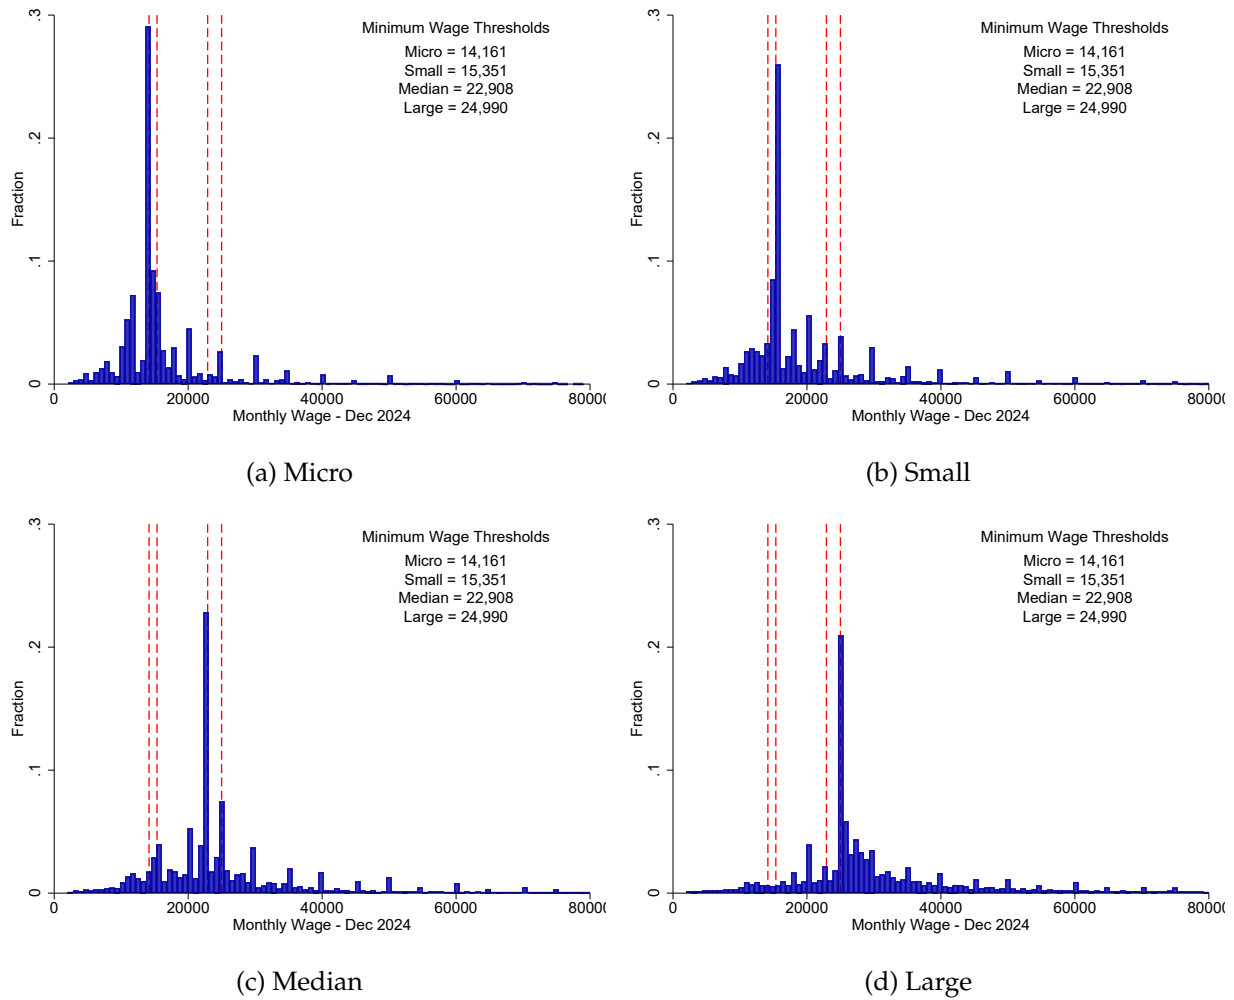 .3
.2
.1
0
Fraction
Minimum Wage Thresholds
Micro = 14,161
Small = 15,351
Median = 22,908
Large = 24,990
0 20000 40000 60000 80000
Monthly Wage - Dec 2024
(a) Micro
.3
.2
.1
0
Fraction
Minimum Wage Thresholds
Micro = 14,161
Small = 15,351
Median = 22,908
Large = 24,990
0 20000 40000 60000 80000
Monthly Wage - Dec 2024
(b) Small
.3
.2
.1
0
Fraction
Minimum Wage Thresholds
Micro = 14,161
Small = 15,351
Median = 22,908
Large = 24,990
0 20000 40000 60000 80000
Monthly Wage - Dec 2024
(c) Median
.3
.2
.1
0
Fraction
Minimum Wage Thresholds
Micro = 14,161
Small = 15,351
Median = 22,908
Large = 24,990
0 20000 40000 60000 80000
Monthly Wage - Dec 2024
(d) Large